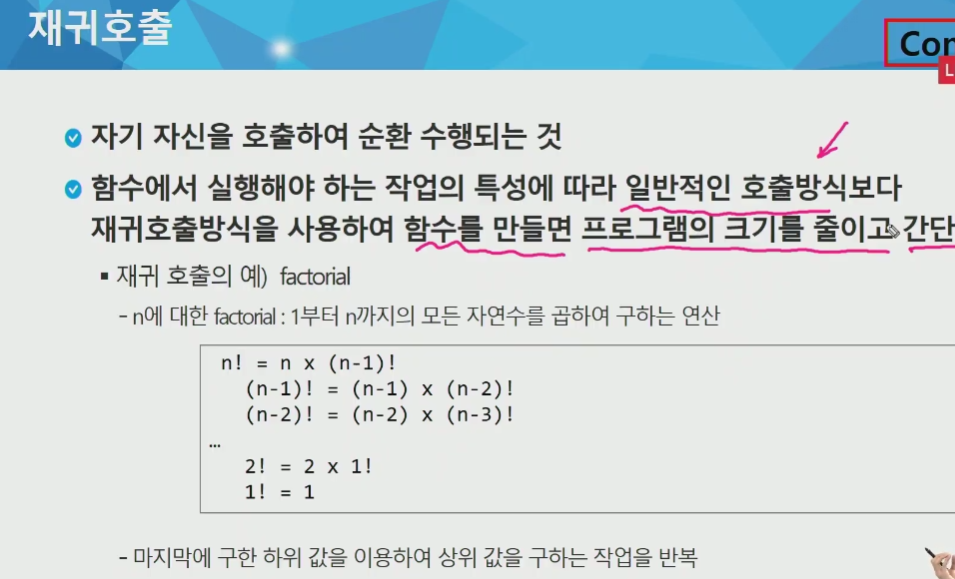 재귀호출
자기 자신을 호출하여 순환 수행되는 것
함수에서 실행해야 하는 작업의 특성에 따라 일반적인 호출방식보다
재귀호출방식을 사용하여 함수를 만들면 프로그램의 크기를 줄이고 간단
▪ 재귀 호출의 예) factorial
- n에 대한 factorial : 1부터 n까지의 모든 자연수를 곱하여 구하는 연산
n! = n x (n-1)!
(n-1)! = (n-1) x (n-2)!
(n-2)! = (n-2) x (n-3)!
…
2! = 2 x 1!
1! = 1
- 마지막에 구한 하위 값을 이용하여 상위 값을 구하는 작업을 반복